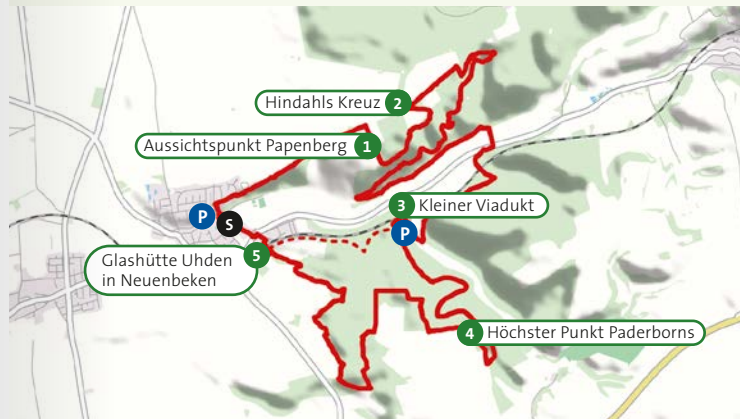 Hindahls Kreuz 2
Aussichtspunkt Papenberg 1
3 Kleiner Viadukt
P
S
P
Glashütte Uhden
in Neuenbeken
5
4 Höchster Punkt Paderborns